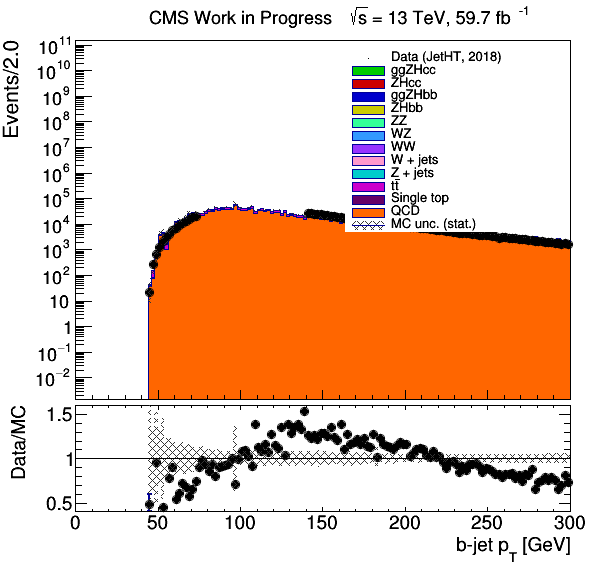 CMS Work in Progress √s = 13 TeV, 59.7 fb⁻¹
Events/2.0
10¹¹
10¹⁰
10⁹
10⁸
10⁷
10⁶
10⁵
10⁴
10³
10²
10
1
10⁻¹
10⁻²
Data (JetHT, 2018)
ggZHcc
ZHcc
ggZHbb
ZHbb
ZZ
WZ
WW
W + jets
Z + jets
tt̄
Single top
QCD
MC unc. (stat.)
Data/MC
1.5
1
0.5
0 50 100 150 200 250 300
b-jet p_T [GeV]